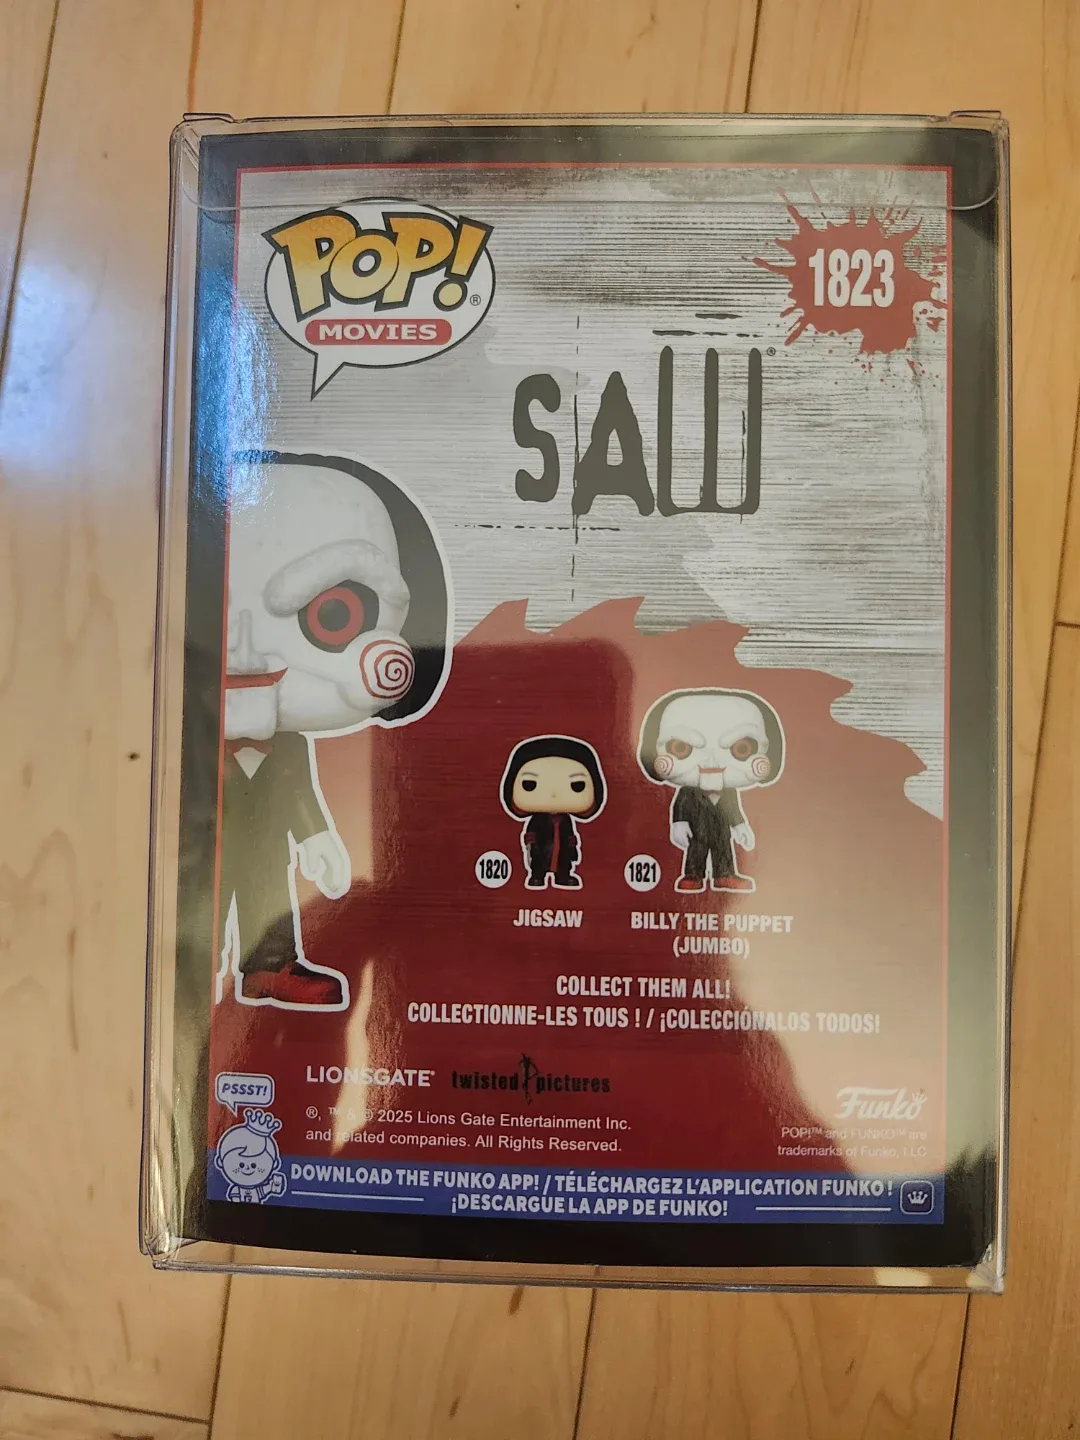 POP!®
MOVIES
1823
SAW®
1820
1821
JIGSAW
BILLY THE PUPPET
(JUMBO)
COLLECT THEM ALL!
COLLECTIONNE-LES TOUS ! / ¡COLECCIÓNALOS TODOS!
LIONSGATE® twisted pictures
®, ™ & © 2025 Lions Gate Entertainment Inc.
and related companies. All Rights Reserved.
Funko
POP!™ and FUNKO™ are
trademarks of Funko, LLC
PSSST!
DOWNLOAD THE FUNKO APP! / TÉLÉCHARGEZ L'APPLICATION FUNKO !
¡DESCARGUE LA APP DE FUNKO!